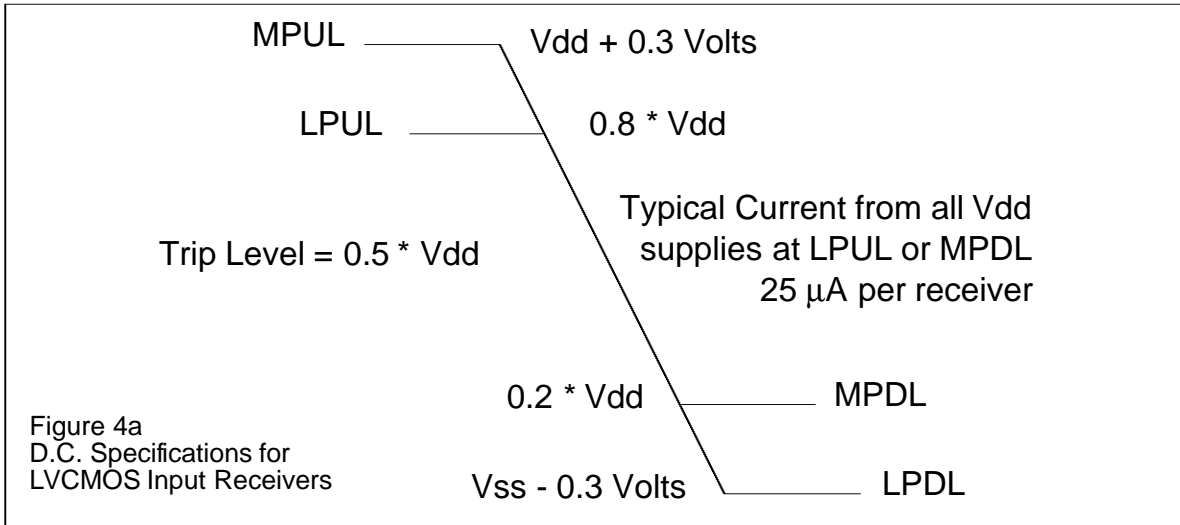 MPUL Vdd + 0.3 Volts
LPUL 0.8 * Vdd
Typical Current from all Vdd
supplies at LPUL or MPDL
25 μA per receiver
Trip Level = 0.5 * Vdd
0.2 * Vdd MPDL
Figure 4a
D.C. Specifications for
LVCMOS Input Receivers
Vss - 0.3 Volts LPDL